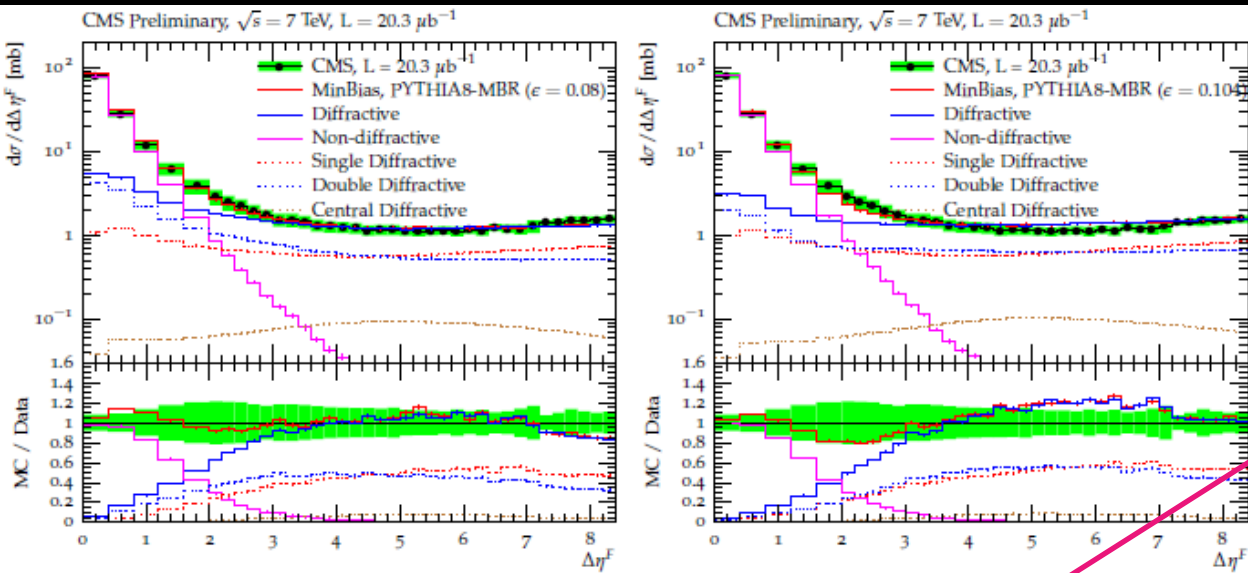 CMS Preliminary, √s = 7 TeV, L = 20.3 μb⁻¹
dσ/dΔη^F [mb]
10²
10¹
1
10⁻¹
CMS, L = 20.3 μb⁻¹
MinBias, PYTHIA8-MBR (ϵ = 0.08)
Diffractive
Non-diffractive
Single Diffractive
Double Diffractive
Central Diffractive
MC / Data
1.6
1.4
1.2
1
0.8
0.6
0.4
0.2
0
0 1 2 3 4 5 6 7 8
Δη^F
CMS Preliminary, √s = 7 TeV, L = 20.3 μb⁻¹
dσ/dΔη^F [mb]
10²
10¹
1
10⁻¹
CMS, L = 20.3 μb⁻¹
MinBias, PYTHIA8-MBR (ϵ = 0.104)
Diffractive
Non-diffractive
Single Diffractive
Double Diffractive
Central Diffractive
MC / Data
1.6
1.4
1.2
1
0.8
0.6
0.4
0.2
0
0 1 2 3 4 5 6 7 8
Δη^F